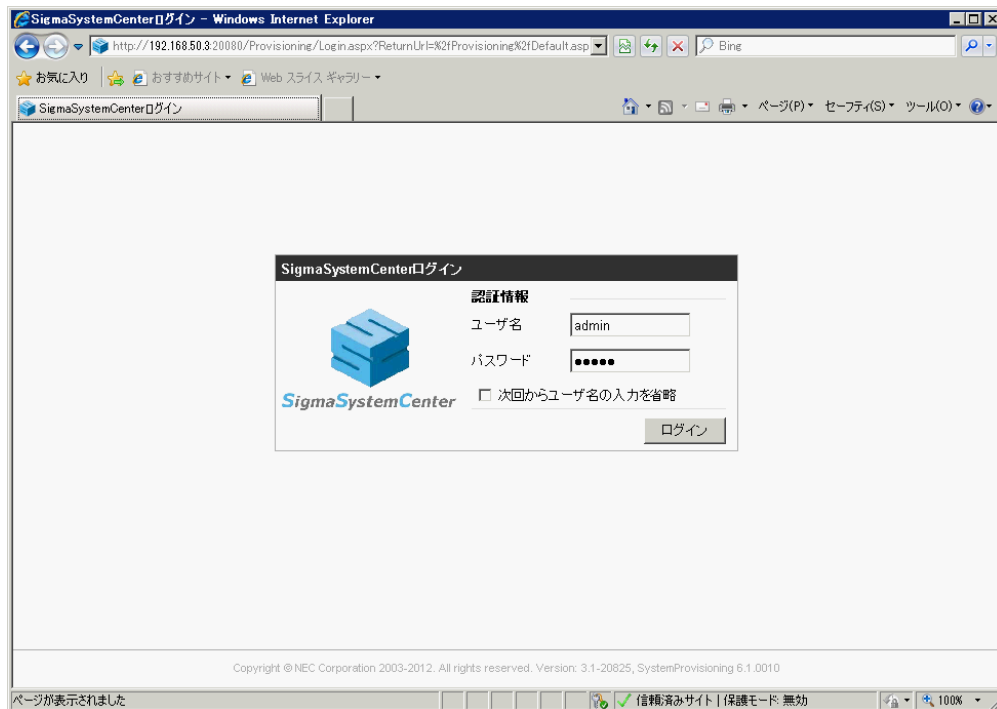 SigmaSystemCenterログイン - Windows Internet Explorer
http://192.168.50.3:20080/Provisioning/Login.aspx?ReturnUrl=%2fProvisioning%2fDefault.asp
Bing
お気に入り
おすすめサイト
Web スライス ギャラリー
SigmaSystemCenterログイン
ページ(P)
セーフティ(S)
ツール(O)
SigmaSystemCenterログイン
認証情報
ユーザ名
admin
パスワード
●●●●●
SigmaSystemCenter
次回からユーザ名の入力を省略
ログイン
Copyright © NEC Corporation 2003-2012. All rights reserved. Version: 3.1-20825, SystemProvisioning 6.1.0010
ページが表示されました
信頼済みサイト | 保護モード: 無効
100%